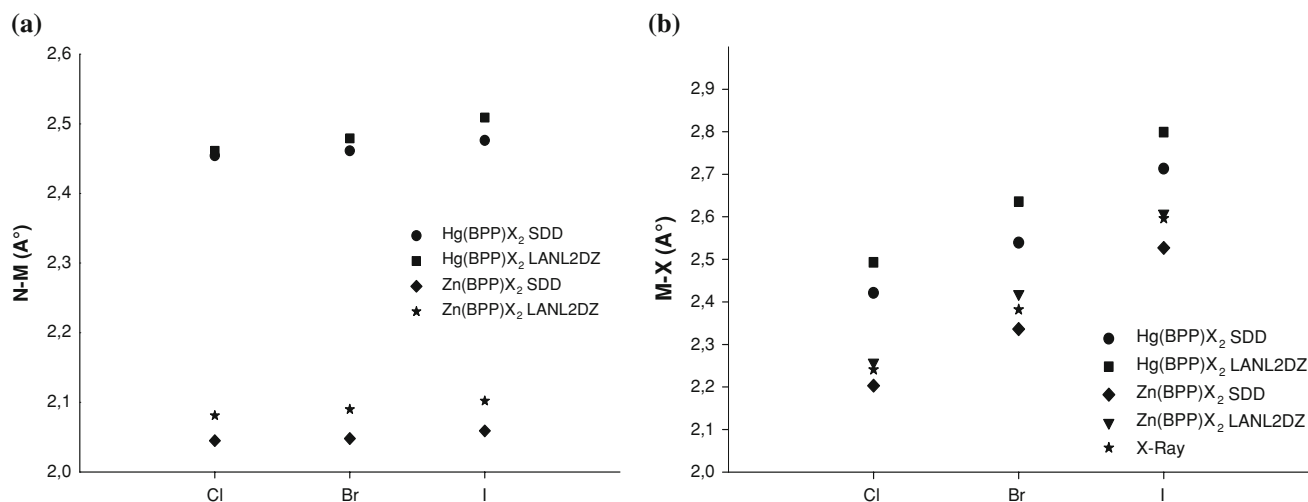 (a)
2,6
2,5
2,4
2,3
2,2
2,1
2,0
N-M (A°)
Hg(BPP)X₂ SDD
Hg(BPP)X₂ LANL2DZ
Zn(BPP)X₂ SDD
Zn(BPP)X₂ LANL2DZ
Cl Br I
(b)
2,9
2,8
2,7
2,6
2,5
2,4
2,3
2,2
2,1
2,0
M-X (A°)
Hg(BPP)X₂ SDD
Hg(BPP)X₂ LANL2DZ
Zn(BPP)X₂ SDD
Zn(BPP)X₂ LANL2DZ
X-Ray
Cl Br I